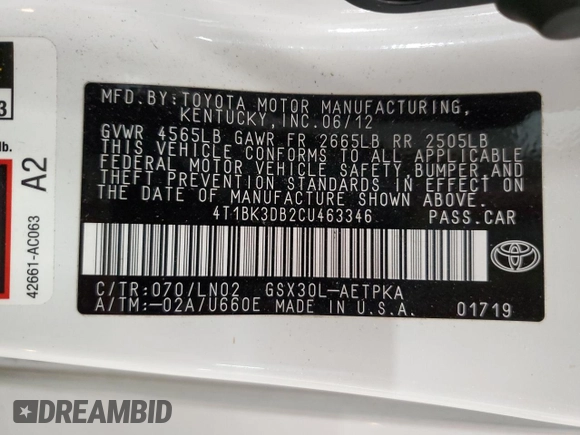 MFD.BY:TOYOTA MOTOR MANUFACTURING,
KENTUCKY, INC.06/12
GVWR 4565LB GAWR FR 2665LB RR 2505LB
THIS VEHICLE CONFORMS TO ALL APPLICABLE
FEDERAL MOTOR VEHICLE SAFETY, BUMPER, AND
THEFT PREVENTION STANDARDS IN EFFECT ON
THE DATE OF MANUFACTURE SHOWN ABOVE.
4T1BK3DB2CU463346 PASS.CAR
C/TR:070/LN02 GSX30L-AETPKA
A/TM:-02A/U660E MADE IN U.S.A. 01719
TOYOTA
3
lb.
A2
42661-AC063
DREAMBID